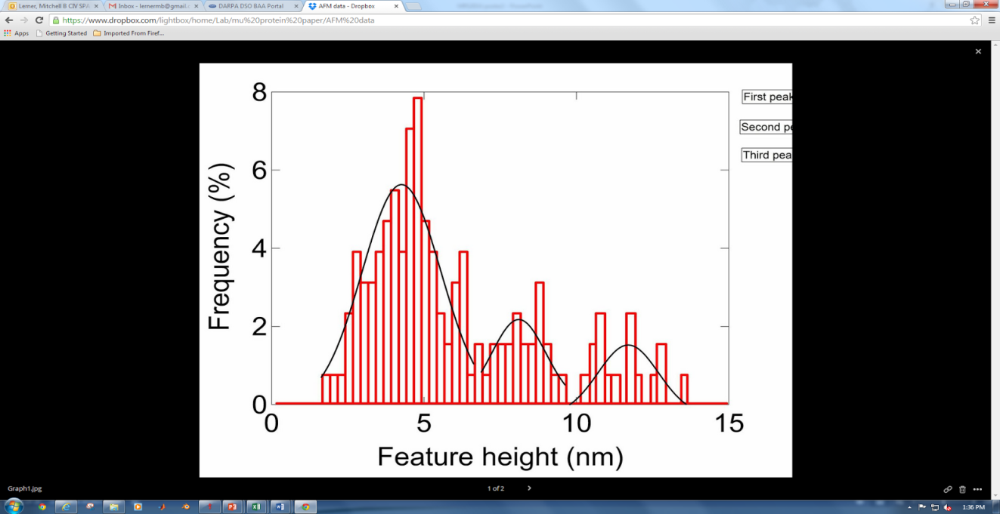 Lerner, Mitchell B CIV SPA
Inbox - lernermb@gmail.c
DARPA DSO BAA Portal
AFM data - Dropbox
https://www.dropbox.com/lightbox/home/Lab/mu%20protein%20paper/AFM%20data
Apps Getting Started Imported From Firef...
8
6
4
2
0
Frequency (%)
0 5 10 15
Feature height (nm)
First peak
Second pe
Third pea
Graph1.jpg
1 of 2
1:36 PM